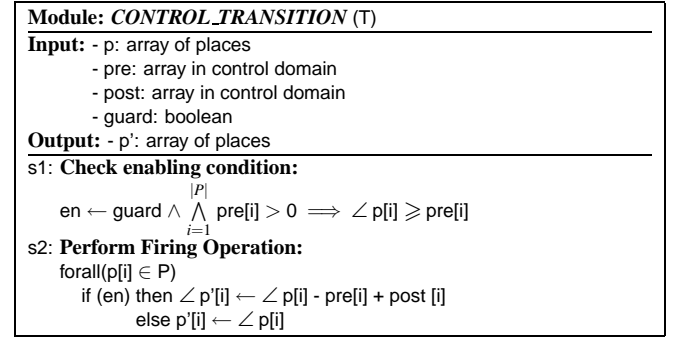 Module: CONTROL_TRANSITION (T)
Input: - p: array of places
- pre: array in control domain
- post: array in control domain
- guard: boolean
Output: - p': array of places
s1: Check enabling condition:
en ← guard ∧ ⋀_{i=1}^{|P|} pre[i] > 0 ⟹ ∠ p[i] ⩾ pre[i]
s2: Perform Firing Operation:
forall(p[i] ∈ P)
if (en) then ∠ p'[i] ← ∠ p[i] - pre[i] + post [i]
else p'[i] ← ∠ p[i]